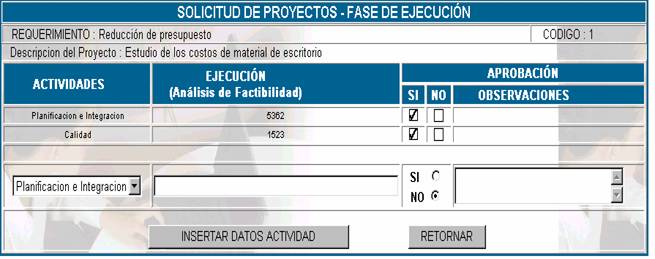 SOLICITUD DE PROYECTOS - FASE DE EJECUCIÓN
REQUERIMIENTO : Reducción de presupuesto CODIGO : 1
Descripcion del Proyecto : Estudio de los costos de material de escritorio
ACTIVIDADES
EJECUCIÓN
(Análisis de Factibilidad)
APROBACIÓN
SI NO OBSERVACIONES
Planificacion e Integracion 5362
Calidad 1523
Planificacion e Integracion
SI
NO
INSERTAR DATOS ACTIVIDAD RETORNAR